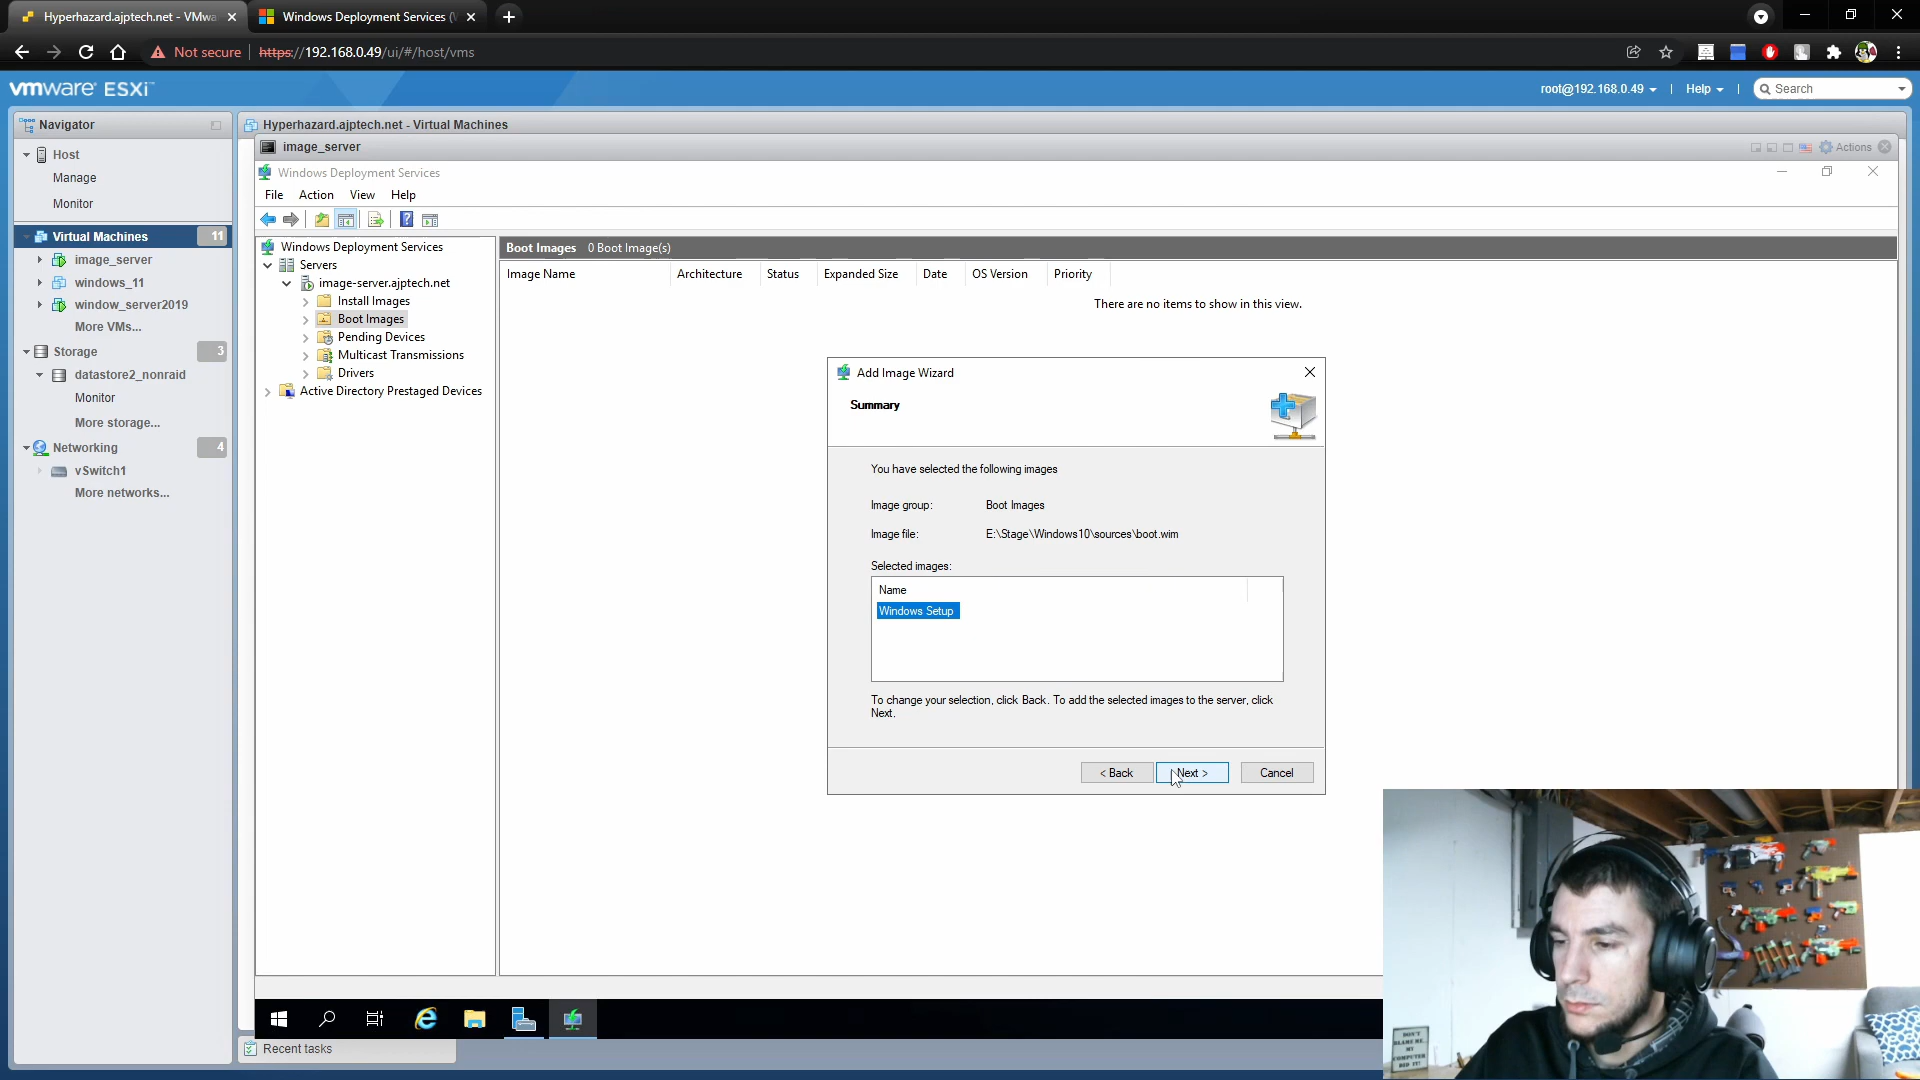 Hyperhazard.ajptech.net - VMwa
Windows Deployment Services (V
Not secure
https://192.168.0.49/ui/#/host/vms
vmware ESXi
root@192.168.0.49
Help
Search
Navigator
Host
Manage
Monitor
Virtual Machines 11
image_server
windows_11
window_server2019
More VMs...
Storage 3
datastore2_nonraid
Monitor
More storage...
Networking 4
vSwitch1
More networks...
Hyperhazard.ajptech.net - Virtual Machines
image_server
Actions
Windows Deployment Services
File Action View Help
Windows Deployment Services
Servers
image-server.ajptech.net
Install Images
Boot Images
Pending Devices
Multicast Transmissions
Drivers
Active Directory Prestaged Devices
Boot Images 0 Boot Image(s)
Image Name Architecture Status Expanded Size Date OS Version Priority
There are no items to show in this view.
Add Image Wizard
Summary
You have selected the following images
Image group: Boot Images
Image file: E:\Stage\Windows10\sources\boot.wim
Selected images:
Name
Windows Setup
To change your selection, click Back. To add the selected images to the server, click
Next.
< Back
Next >
Cancel
Recent tasks
DON'T
BLAME ME..
MY
COMPUTER
DID IT!